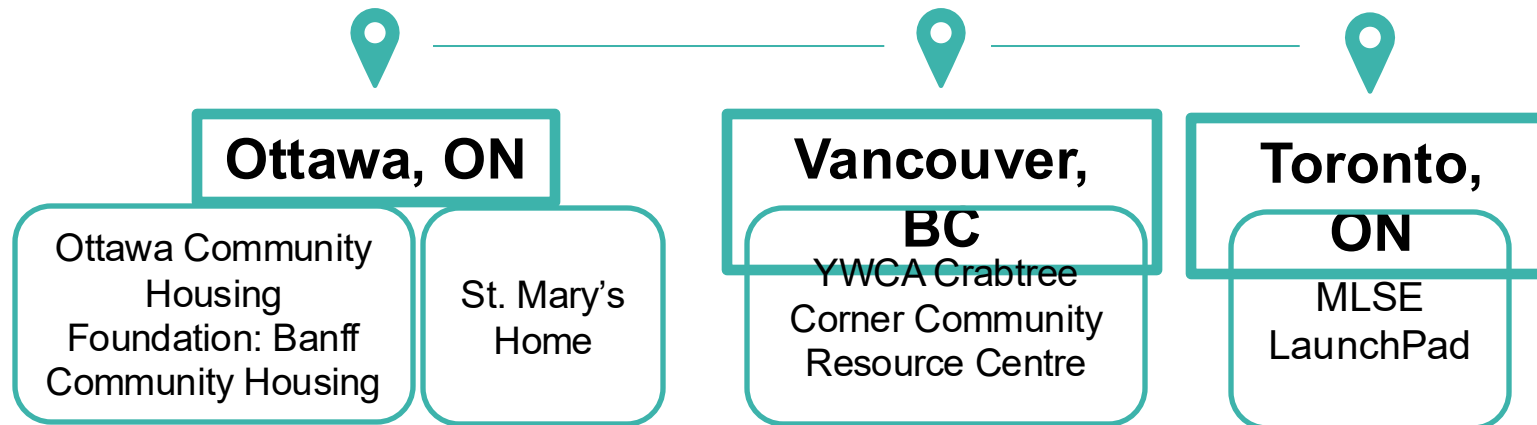 Ottawa, ON
Ottawa Community
Housing
Foundation: Banff
Community Housing
St. Mary’s
Home
Vancouver,
BC
YWCA Crabtree
Corner Community
Resource Centre
Toronto,
ON
MLSE
LaunchPad